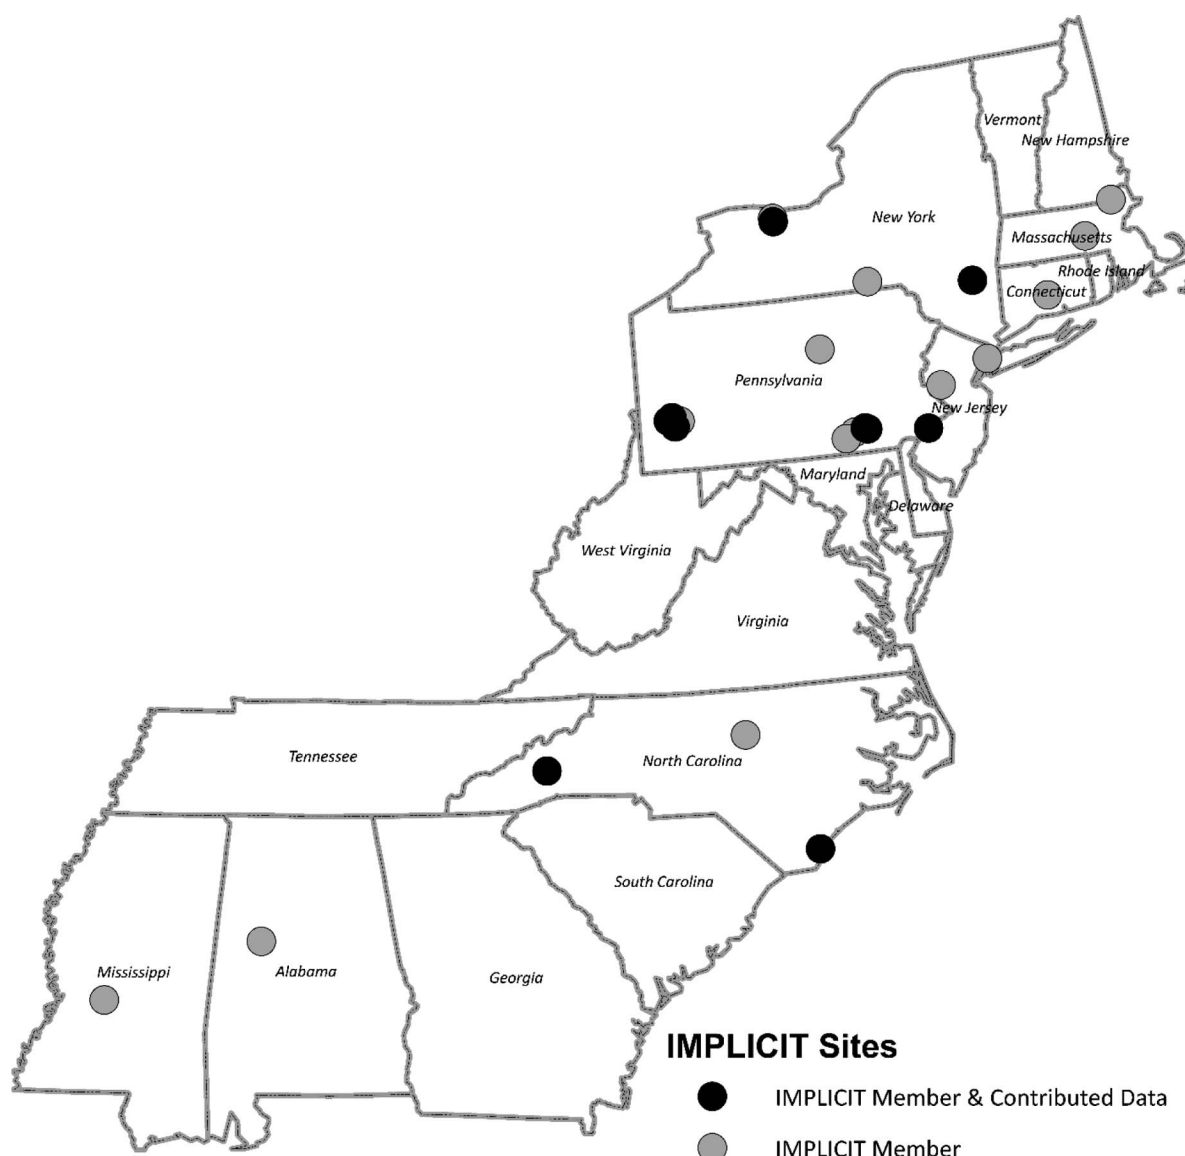 Vermont
New Hampshire
New York
Massachusetts
Rhode Island
Connecticut
Pennsylvania
New Jersey
Maryland
Delaware
West Virginia
Virginia
Tennessee
North Carolina
South Carolina
Mississippi
Alabama
Georgia
IMPLICIT Sites
IMPLICIT Member & Contributed Data
IMPLICIT Member